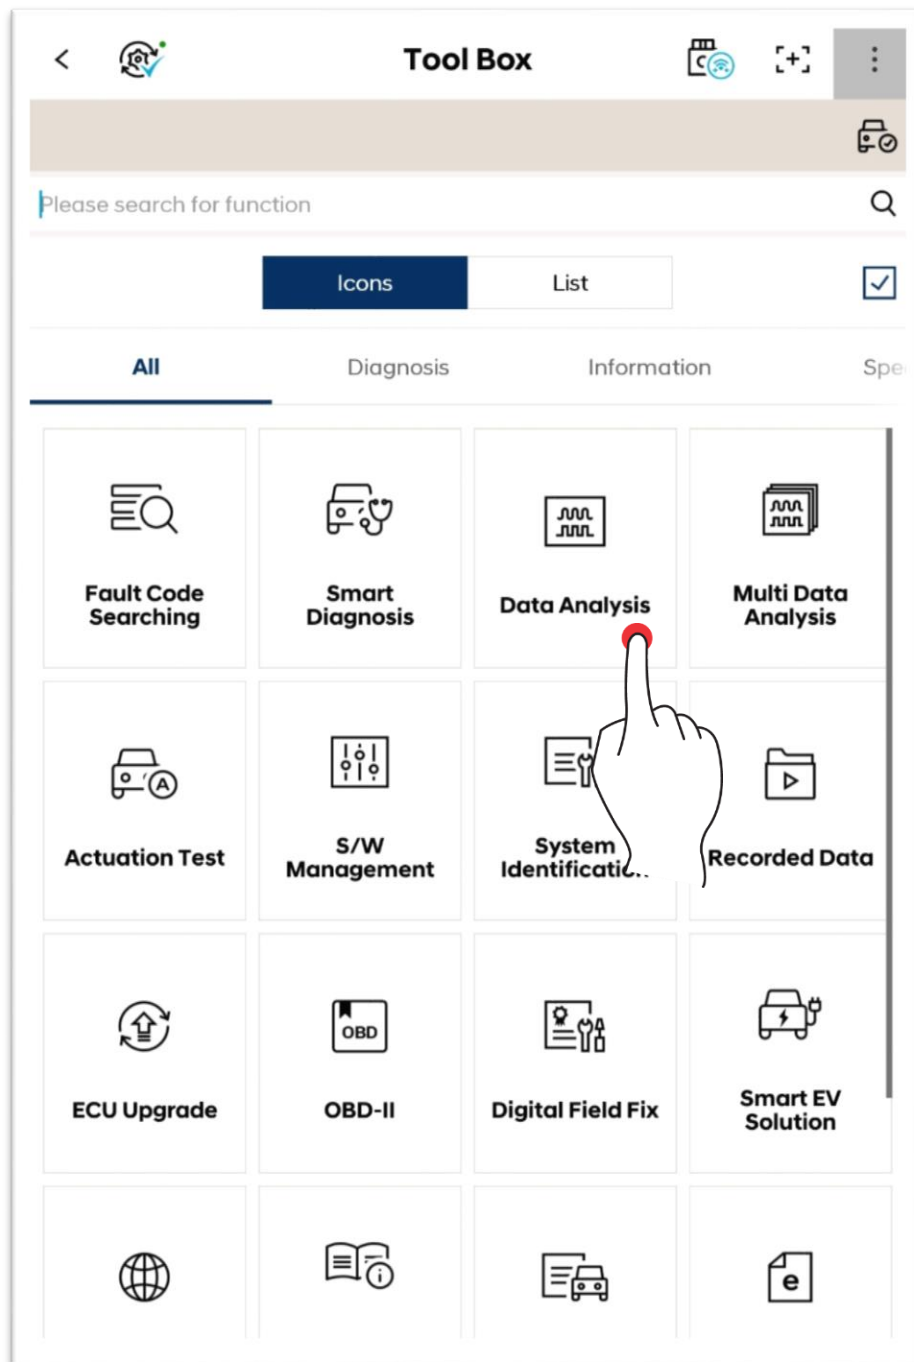 Tool Box
Please search for function
Icons
List
All
Diagnosis
Information
Spe
Fault Code
Searching
Smart
Diagnosis
Data Analysis
Multi Data
Analysis
Actuation Test
S/W
Management
System
Identificatio
Recorded Data
A
ECU Upgrade
OBD
OBD-II
Digital Field Fix
Smart EV
Solution
e